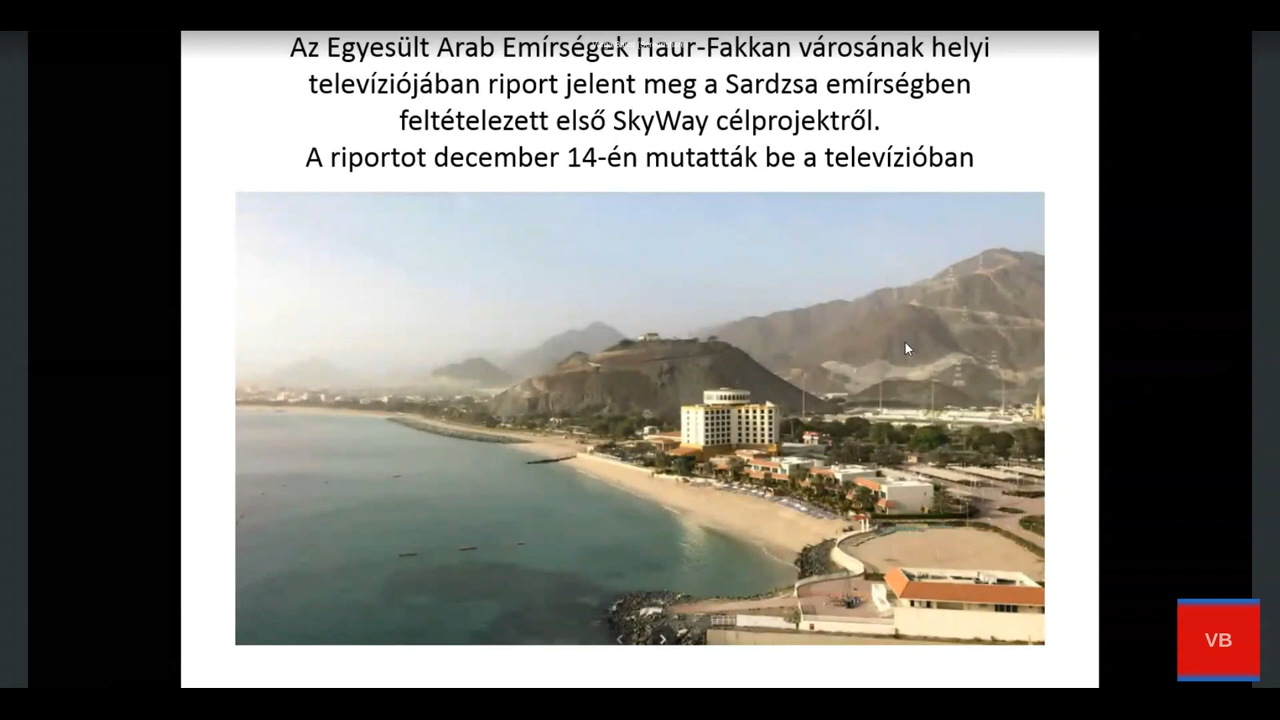 Az Egyesült Arab Emírségek Haur-Fakkan városának helyi
televíziójában riport jelent meg a Sardzsa emírségben
feltételezett első SkyWay célprojektről.
A riportot december 14-én mutatták be a televízióban
VB